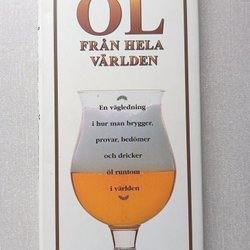 ÖL
FRÅN HELA
VÄRLDEN
En vägledning
i hur man brygger,
provar, bedömer
och dricker
öl runtom
i världen